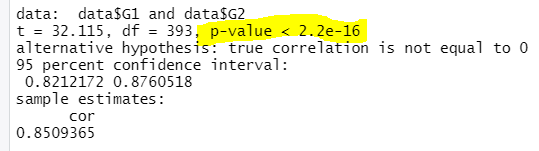 data:  data$G1 and data$G2
t = 32.115, df = 393, p-value < 2.2e-16
alternative hypothesis: true correlation is not equal to 0
95 percent confidence interval:
 0.8212172 0.8760518
sample estimates:
      cor
0.8509365